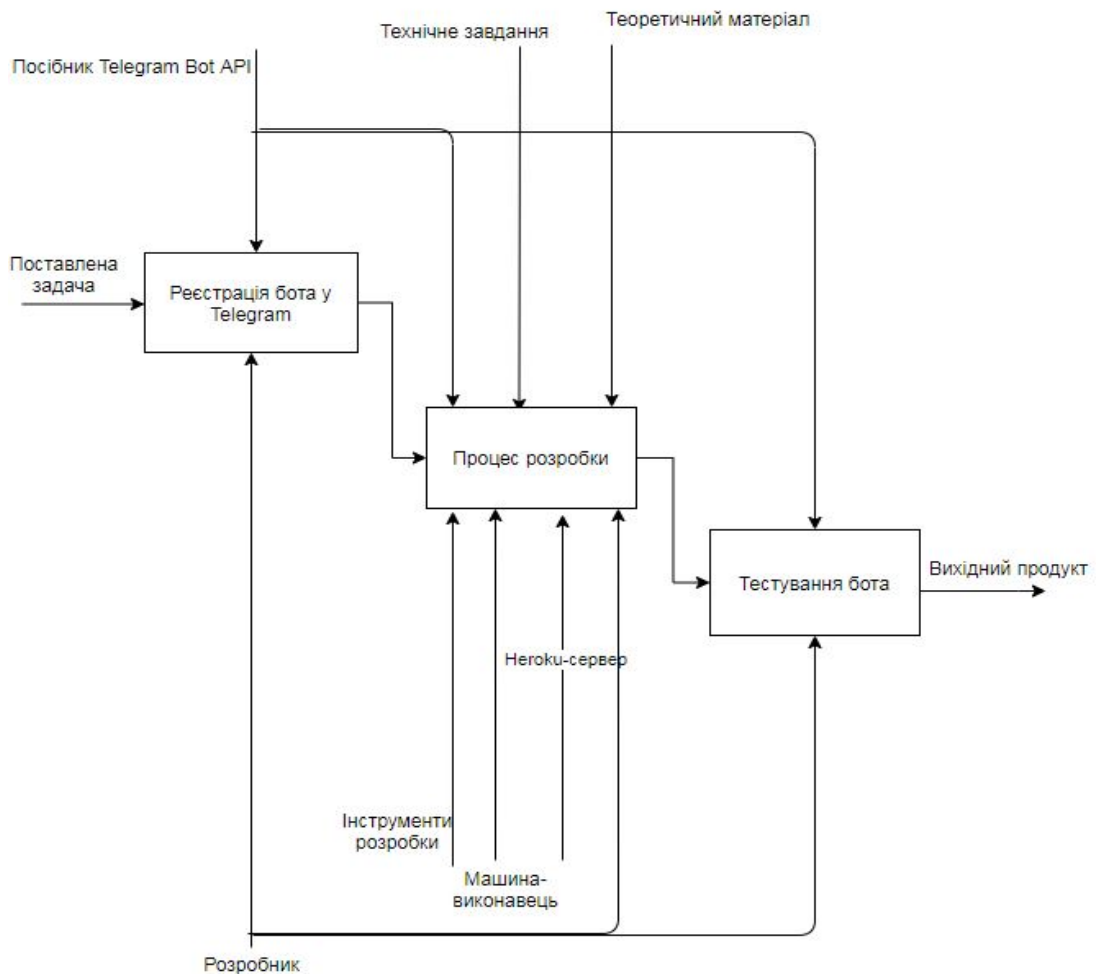 Теоретичний матеріал
Технічне завдання
Посібник Telegram Bot API
Поставлена
задача
Реєстрація бота у
Telegram
Процес розробки
Вихідний продукт
Тестування бота
Heroku-сервер
Інструменти
розробки
Машина-
виконавець
Розробник